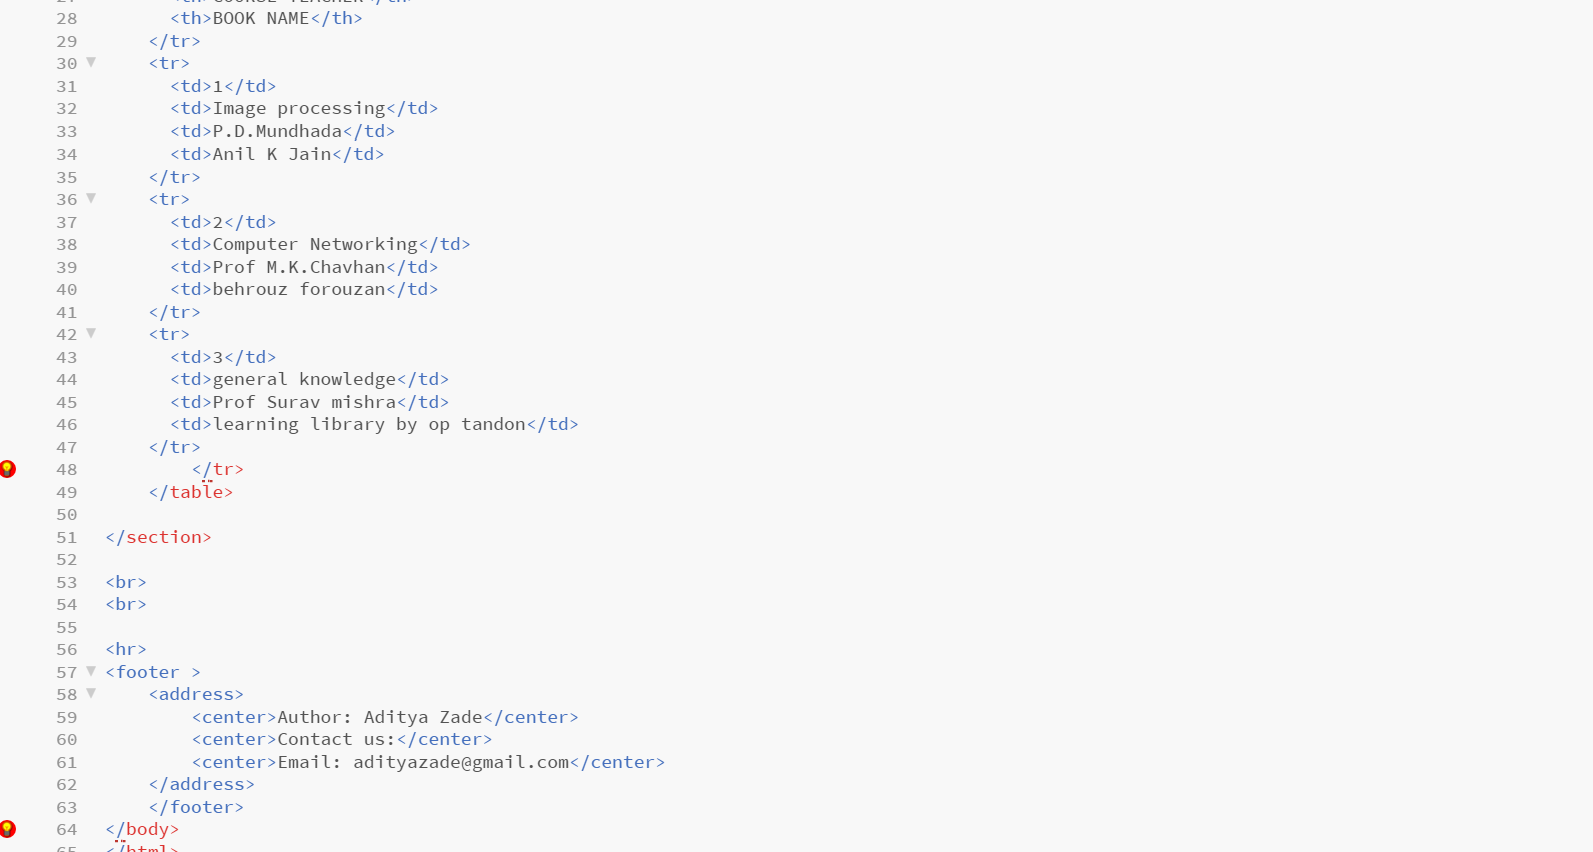 28 <th>BOOK NAME</th>
29 </tr>
30 <tr>
31 <td>1</td>
32 <td>Image processing</td>
33 <td>P.D.Mundhada</td>
34 <td>Anil K Jain</td>
35 </tr>
36 <tr>
37 <td>2</td>
38 <td>Computer Networking</td>
39 <td>Prof M.K.Chavhan</td>
40 <td>behrouz forouzan</td>
41 </tr>
42 <tr>
43 <td>3</td>
44 <td>general knowledge</td>
45 <td>Prof Surav mishra</td>
46 <td>learning library by op tandon</td>
47 </tr>
48 </tr>
49 </table>
50
51 </section>
52
53 <br>
54 <br>
55
56 <hr>
57 <footer >
58 <address>
59 <center>Author: Aditya Zade</center>
60 <center>Contact us:</center>
61 <center>Email: adityazade@gmail.com</center>
62 </address>
63 </footer>
64 </body>
65 </html>